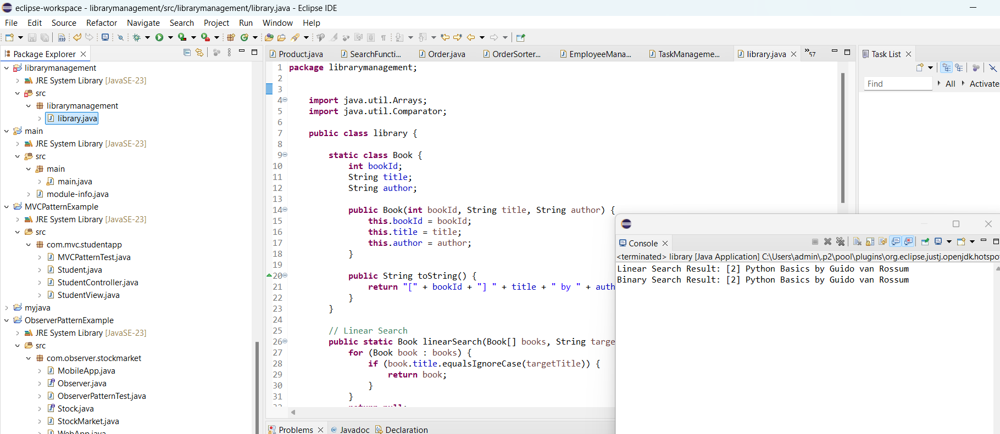 eclipse-workspace - librarymanagement/src/librarymanagement/library.java - Eclipse IDE
File Edit Source Refactor Navigate Search Project Run Window Help
Package Explorer
librarymanagement
JRE System Library [JavaSE-23]
src
librarymanagement
library.java
main
JRE System Library [JavaSE-23]
src
main
main.java
module-info.java
MVCPatternExample
JRE System Library [JavaSE-23]
src
com.mvc.studentapp
MVCPatternTest.java
Student.java
StudentController.java
StudentView.java
myjava
ObserverPatternExample
JRE System Library [JavaSE-23]
src
com.observer.stockmarket
MobileApp.java
Observer.java
ObserverPatternTest.java
Stock.java
StockMarket.java
WebApp.java
Product.java SearchFuncti... Order.java OrderSorter... EmployeeMana... TaskManageme... library.java »57
1 package librarymanagement;
2
3
4 import java.util.Arrays;
5 import java.util.Comparator;
6
7 public class library {
8
9 static class Book {
10 int bookId;
11 String title;
12 String author;
13
14 public Book(int bookId, String title, String author) {
15 this.bookId = bookId;
16 this.title = title;
17 this.author = author;
18 }
19
20 public String toString() {
21 return "[" + bookId + "] " + title + " by " + auth
22 }
23 }
24
25 // Linear Search
26 public static Book linearSearch(Book[] books, String targe
27 for (Book book : books) {
28 if (book.title.equalsIgnoreCase(targetTitle)) {
29 return book;
30 }
31 }
32 return null;
Problems Javadoc Declaration
Task List
Find All Activate
Console
<terminated> library [Java Application] C:\Users\admin\.p2\pool\plugins\org.eclipse.justj.openjdk.hotspo
Linear Search Result: [2] Python Basics by Guido van Rossum
Binary Search Result: [2] Python Basics by Guido van Rossum